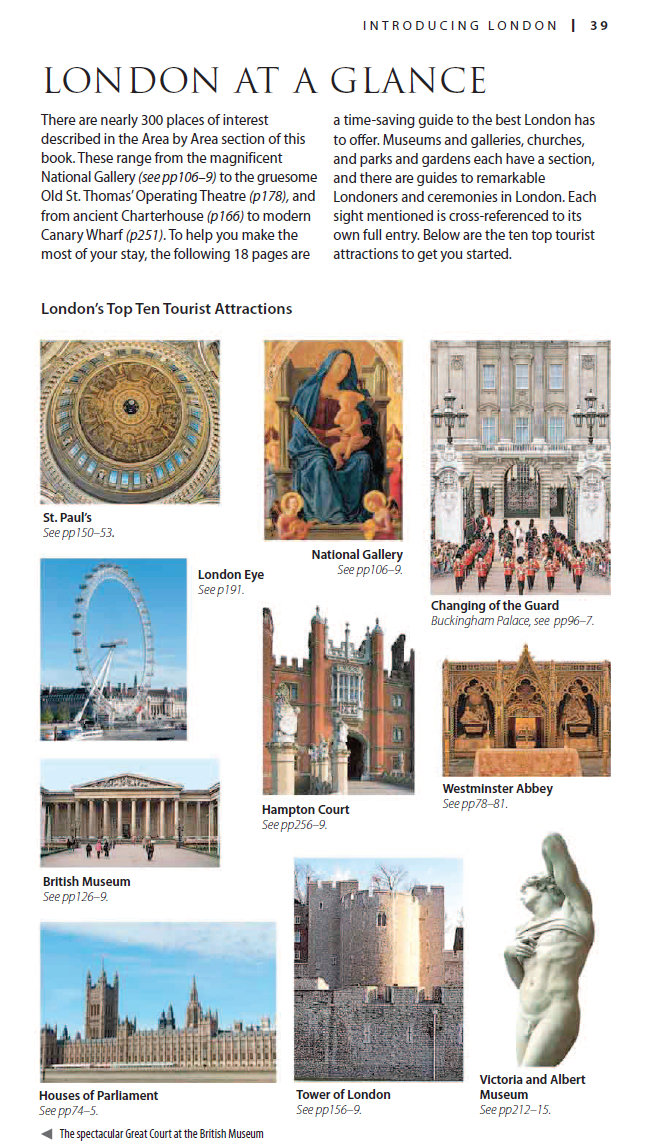 INTRODUCING LONDON | 39
LONDON AT A GLANCE
There are nearly 300 places of interest
described in the Area by Area section of this
book. These range from the magnificent
National Gallery (see pp106–9) to the gruesome
Old St. Thomas' Operating Theatre (p178), and
from ancient Charterhouse (p166) to modern
Canary Wharf (p251). To help you make the
most of your stay, the following 18 pages are
a time-saving guide to the best London has
to offer. Museums and galleries, churches,
and parks and gardens each have a section,
and there are guides to remarkable
Londoners and ceremonies in London. Each
sight mentioned is cross-referenced to its
own full entry. Below are the ten top tourist
attractions to get you started.
London's Top Ten Tourist Attractions
St. Paul's
See pp150–53.
National Gallery
See pp106–9.
London Eye
See p191.
Changing of the Guard
Buckingham Palace, see pp96–7.
Hampton Court
See pp256–9.
Westminster Abbey
See pp78–81.
British Museum
See pp126–9.
Houses of Parliament
See pp74–5.
Tower of London
See pp156–9.
Victoria and Albert
Museum
See pp212–15.
◀ The spectacular Great Court at the British Museum